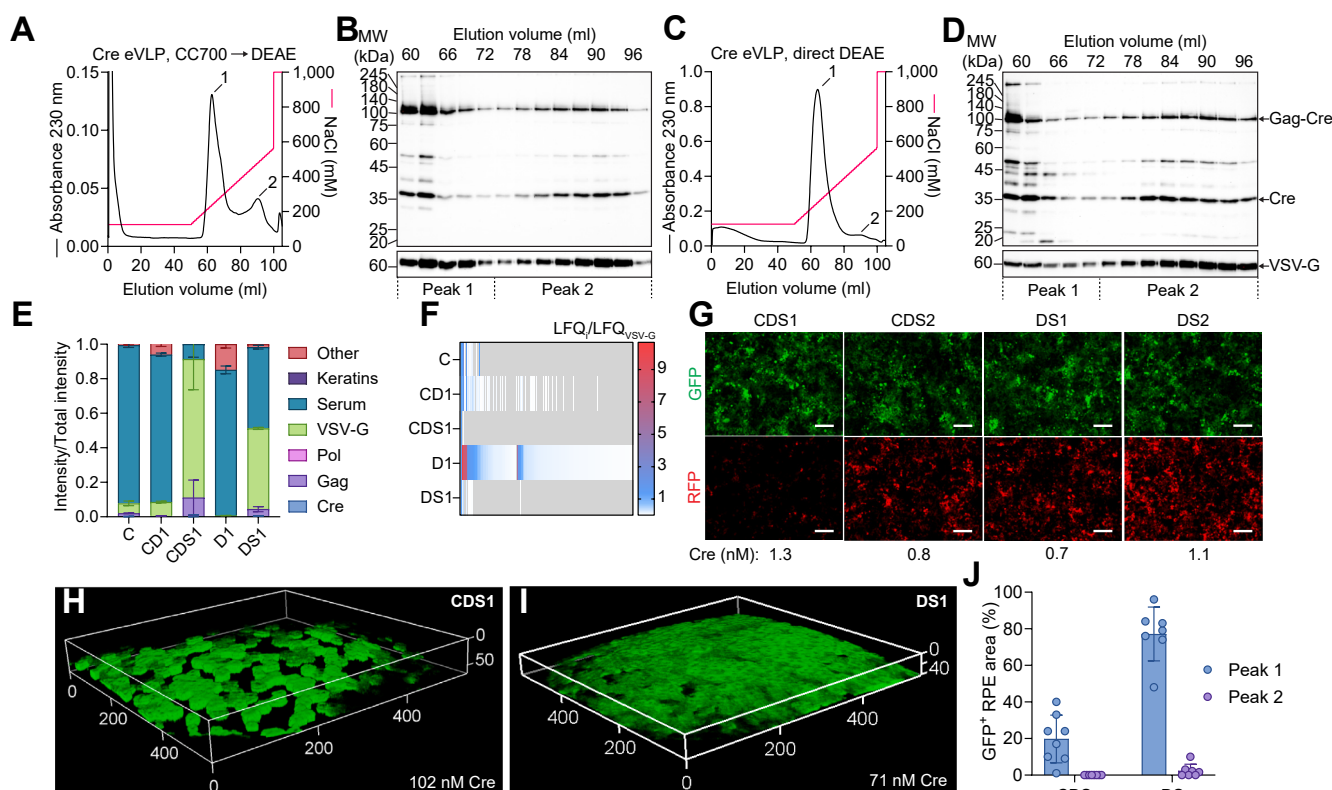 A
Cre eVLP, CC700 → DEAE
Absorbance 230 nm
0.15
0.10
0.05
0.00
1
2
1,000
800
600
400
200
0
NaCl (mM)
0 20 40 60 80 100
Elution volume (ml)
B
Elution volume (ml)
MW (kDa)
60 66 72 78 84 90 96
245
180
140
100
75
60
45
35
25
20
60
Peak 1 Peak 2
C
Cre eVLP, direct DEAE
Absorbance 230 nm
1.0
0.8
0.6
0.4
0.2
0.0
1
2
1,000
800
600
400
200
0
NaCl (mM)
0 20 40 60 80 100
Elution volume (ml)
D
Elution volume (ml)
MW (kDa)
60 66 72 78 84 90 96
245
180
140
100
75
60
45
35
25
20
60
Gag-Cre
Cre
VSV-G
Peak 1 Peak 2
E
Intensity/Total intensity
1.0
0.8
0.6
0.4
0.2
0.0
C CD1 CDS1 D1 DS1
Other
Keratins
Serum
VSV-G
Pol
Gag
Cre
F
LFQi/LFQVSV-G
C
CD1
CDS1
D1
DS1
9
7
5
3
1
G
CDS1 CDS2 DS1 DS2
GFP
RFP
Cre (nM): 1.3 0.8 0.7 1.1
H
CDS1
0
50
0
200
400
400
200
0
102 nM Cre
I
DS1
0
40
0
200
400
400
200
0
71 nM Cre
J
GFP+ RPE area (%)
100
80
60
40
20
0
Peak 1
Peak 2